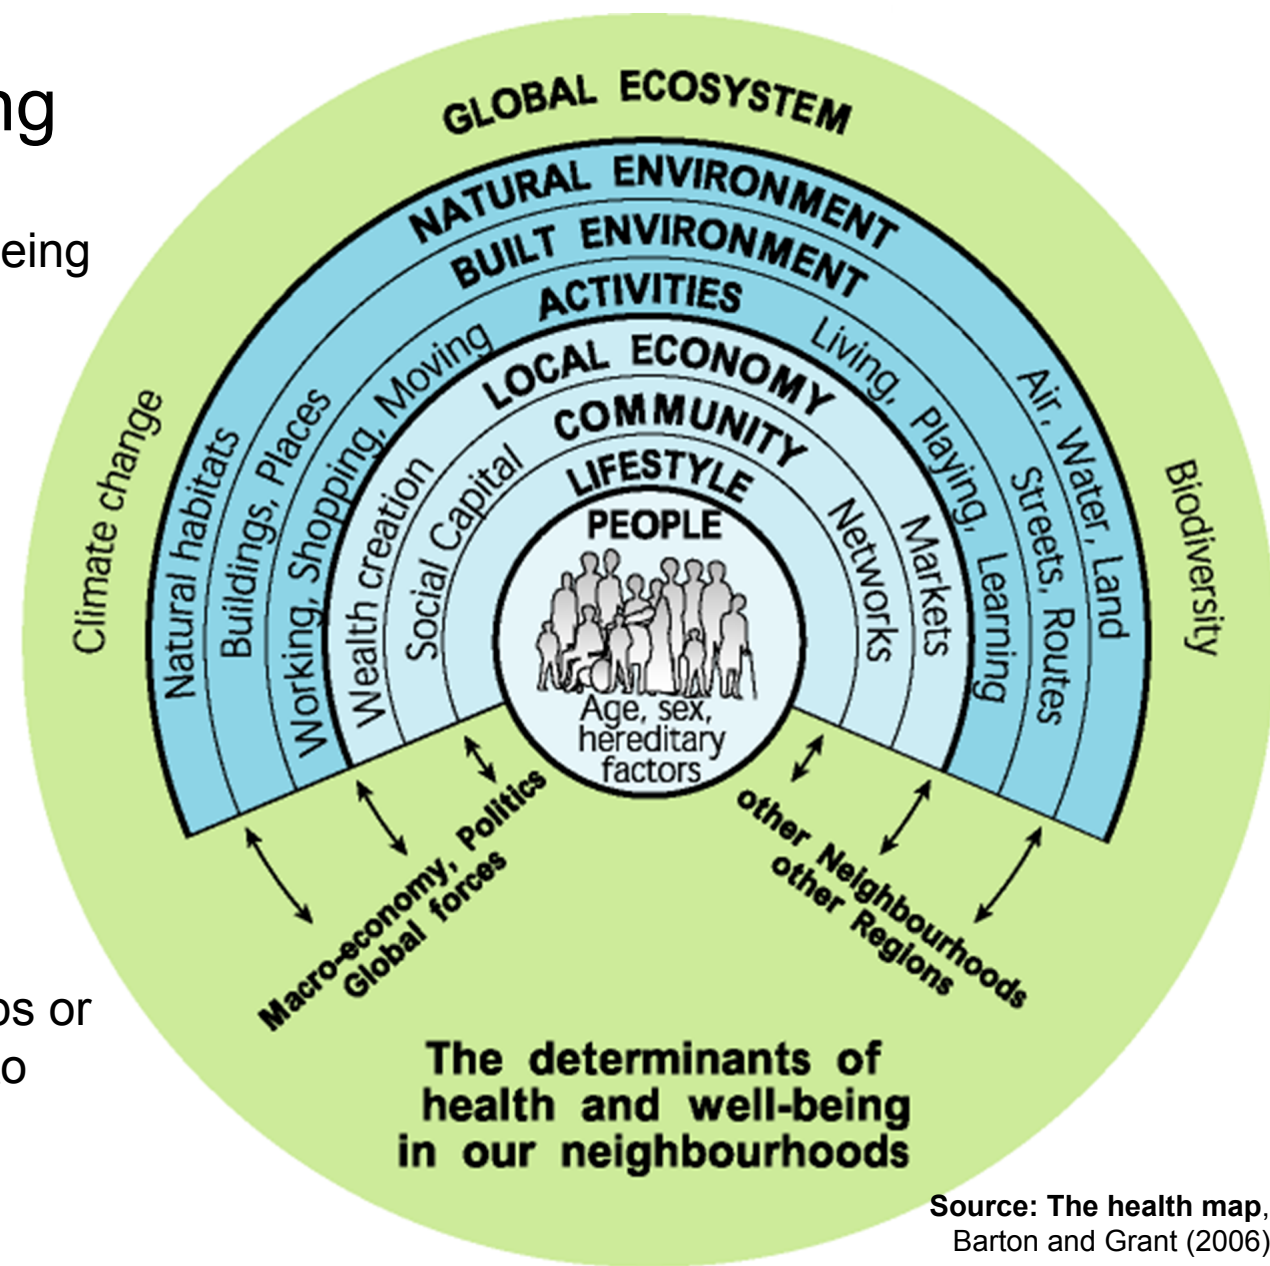 ng
eing
os or
o
GLOBAL ECOSYSTEM
NATURAL ENVIRONMENT
BUILT ENVIRONMENT
ACTIVITIES
LOCAL ECONOMY
COMMUNITY
LIFESTYLE
PEOPLE
Age, sex,
hereditary
factors
Climate change
Natural habitats
Buildings, Places
Working, Shopping, Moving
Wealth creation
Social Capital
Networks
Markets
Living, Playing, Learning
Streets, Routes
Air, Water, Land
Biodiversity
Macro-economy, Politics
Global forces
other Neighbourhoods
other Regions
The determinants of
health and well-being
in our neighbourhoods
Source: The health map,
Barton and Grant (2006)